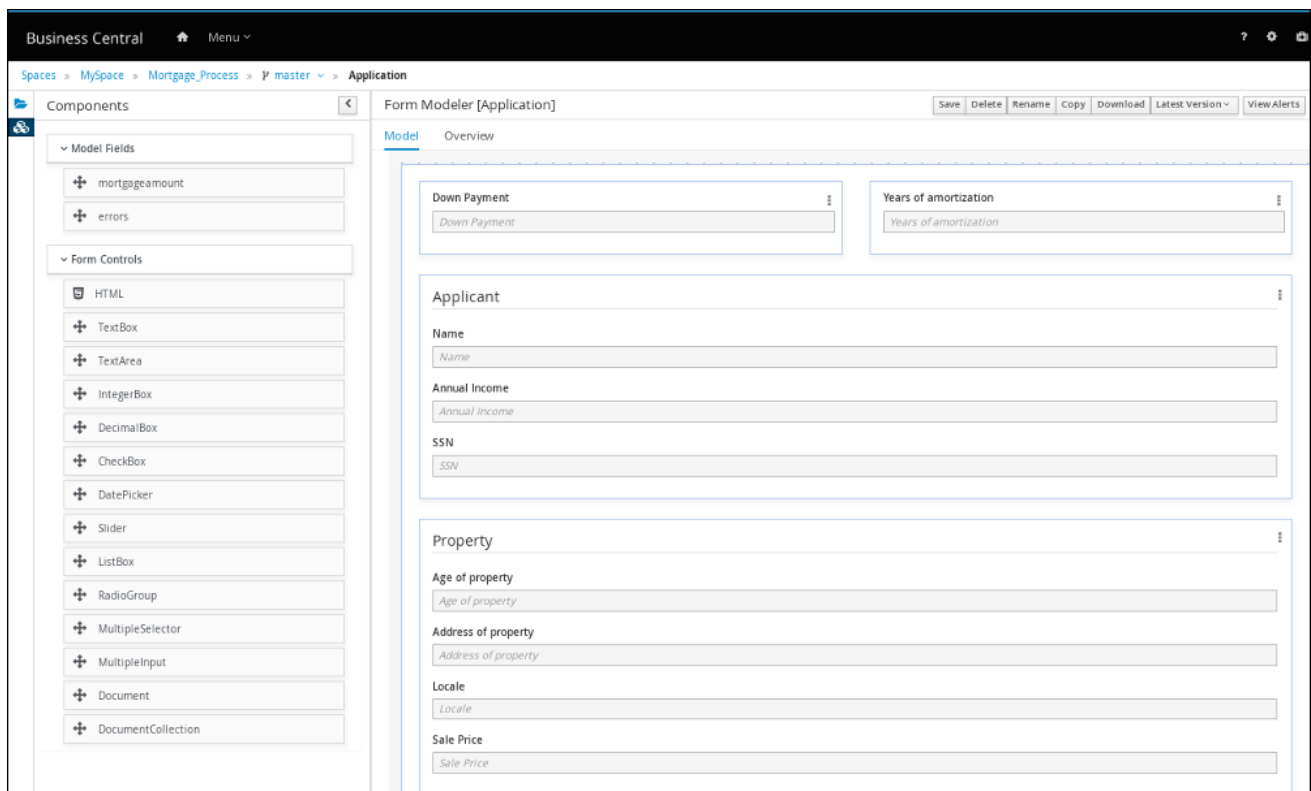 Business Central Menu ?
Spaces » MySpace » Mortgage_Process » master » Application
Components
Model Fields
mortgageamount
errors
Form Controls
HTML
TextBox
TextArea
IntegerBox
DecimalBox
CheckBox
DatePicker
Slider
ListBox
RadioGroup
MultipleSelector
MultipleInput
Document
DocumentCollection
Form Modeler [Application] Save Delete Rename Copy Download Latest Version View Alerts
Model Overview
Down Payment Years of amortization
Down Payment Years of amortization
Applicant
Name
Name
Annual Income
Annual Income
SSN
SSN
Property
Age of property
Age of property
Address of property
Address of property
Locale
Locale
Sale Price
Sale Price